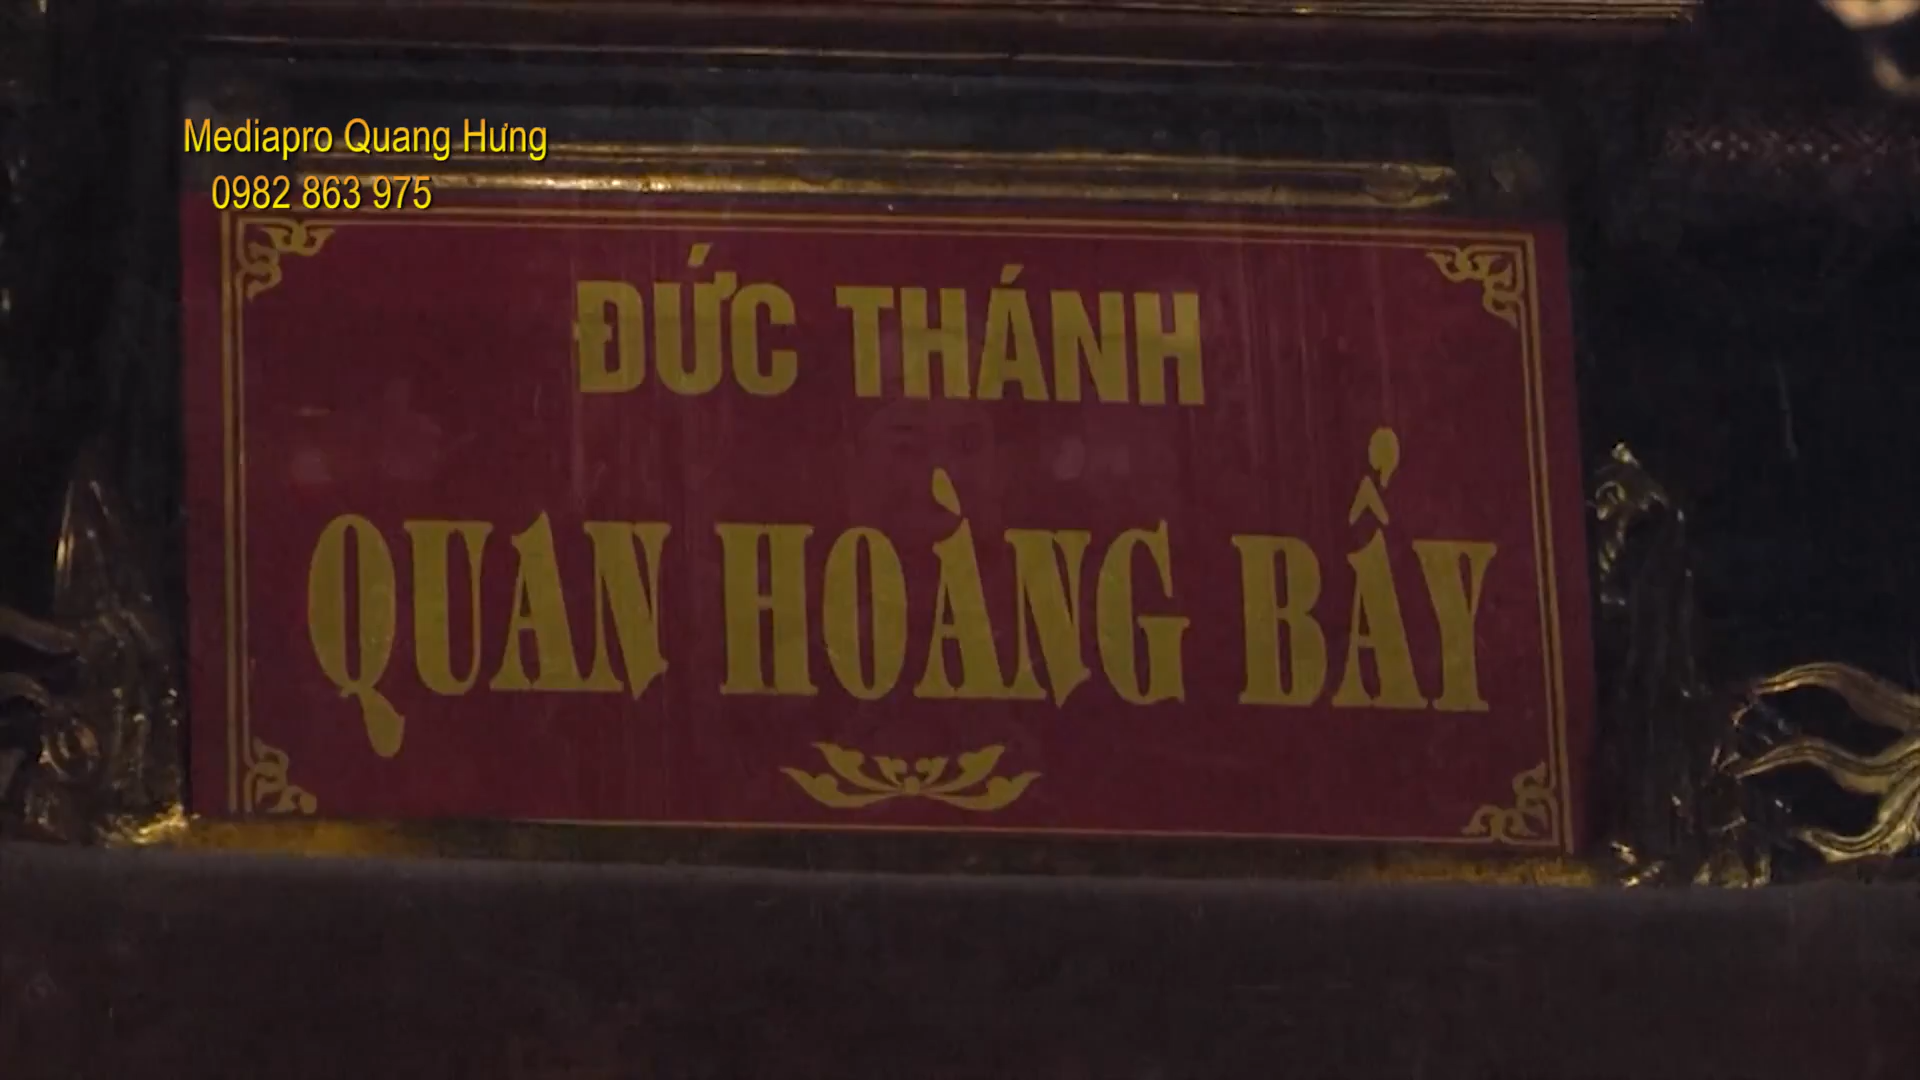 Mediapro Quang Hưng
0982 863 975
ĐỨC THÁNH
QUAN HOÀNG BẨY